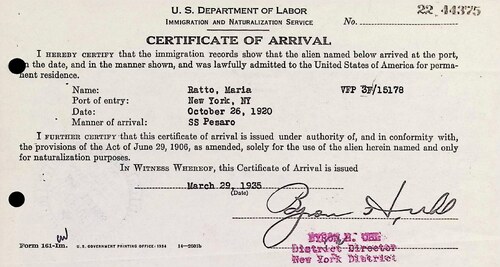 U. S. DEPARTMENT OF LABOR
IMMIGRATION AND NATURALIZATION SERVICE
No. 22 44375
CERTIFICATE OF ARRIVAL
I HEREBY CERTIFY that the immigration records show that the alien named below arrived at the port,
on the date, and in the manner shown, and was lawfully admitted to the United States of America for perma-
nent residence.
Name: Ratto, Maria VFP 3F/15178
Port of entry: New York, NY
Date: October 26, 1920
Manner of arrival: SS Pesaro
I FURTHER CERTIFY that this certificate of arrival is issued under authority of, and in conformity with,
the provisions of the Act of June 29, 1906, as amended, solely for the use of the alien herein named and only
for naturalization purposes.
IN WITNESS WHEREOF, this Certificate of Arrival is issued
March 29, 1935.
(Date)
Byron H. Uhl
BYRON H. UHL
District Director
New York District
Form 161-Im.
U. S. GOVERNMENT PRINTING OFFICE: 1934